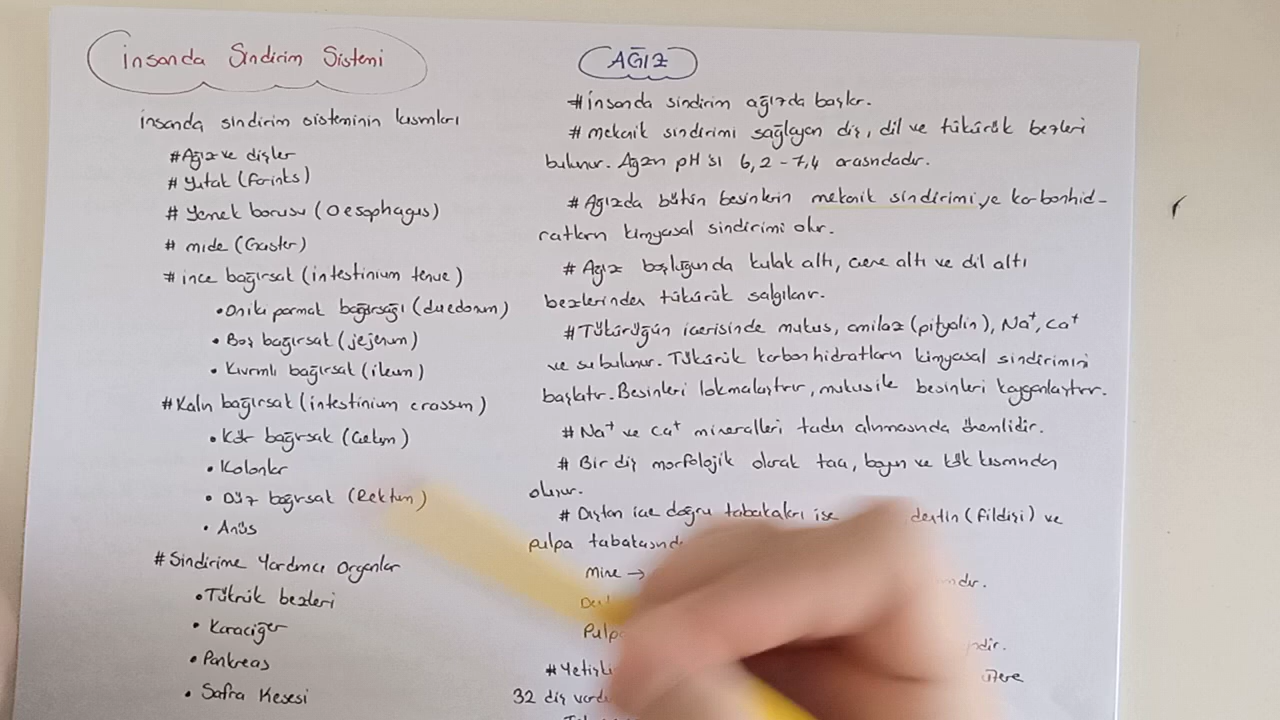 İnsanda Sindirim Sistemi
insanda sindirim sisteminin kısımları
#Ağız ve dişler
# Yutak (Farinks)
# Yemek borusu (Oesophagus)
# mide (Gaster)
# ince bağırsak (intestinium tenue)
• Oniki parmak bağırsağı (duedonum)
• Boş bağırsak (jejenum)
• Kıvrımlı bağırsak (ileum)
# Kalın bağırsak (intestinium crassum)
• Kör bağırsak (Çekum)
• Kolonlar
• Düz bağırsak (Rektum)
• Anüs
# Sindirime Yardımcı Organlar
• Tükrük bezleri
• Karaciğer
• Pankreas
• Safra Kesesi
AĞIZ
# İnsanda sindirim ağızda başlar.
# mekanik sindirimi sağlayan diş, dil ve tükürük bezleri
bulunur. Ağzın pH'sı 6,2 - 7,4 arasındadır.
# Ağızda bütün besinlerin mekanik sindirimi ve karbonhid-
ratların kimyasal sindirimi olur.
# Ağız boşluğunda kulak altı, çene altı ve dil altı
bezlerinden tükürük salgılanır.
# Tükürüğün içerisinde mukus, amilaz (pityalin), Na+, Ca+
ve su bulunur. Tükürük karbonhidratların kimyasal sindirimini
başlatır. Besinleri lokmalaştırır, mukus ile besinleri kayganlaştırır.
# Na+ ve Ca+ mineralleri tadın alınmasında önemlidir.
# Bir diş morfolojik olarak taç, boyun ve kök kısmından
oluşur.
# Dıştan içe doğru tabakaları ise dentin (fildişi) ve
pulpa
mine →
# 
32 diş
üzere